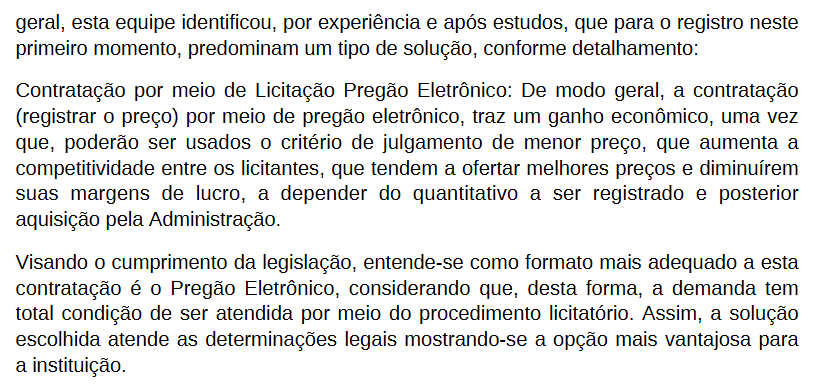 geral, esta equipe identificou, por experiência e após estudos, que para o registro neste
primeiro momento, predominam um tipo de solução, conforme detalhamento:
Contratação por meio de Licitação Pregão Eletrônico: De modo geral, a contratação
(registrar o preço) por meio de pregão eletrônico, traz um ganho econômico, uma vez
que, poderão ser usados o critério de julgamento de menor preço, que aumenta a
competitividade entre os licitantes, que tendem a ofertar melhores preços e diminuírem
suas margens de lucro, a depender do quantitativo a ser registrado e posterior
aquisição pela Administração.
Visando o cumprimento da legislação, entende-se como formato mais adequado a esta
contratação é o Pregão Eletrônico, considerando que, desta forma, a demanda tem
total condição de ser atendida por meio do procedimento licitatório. Assim, a solução
escolhida atende as determinações legais mostrando-se a opção mais vantajosa para
a instituição.